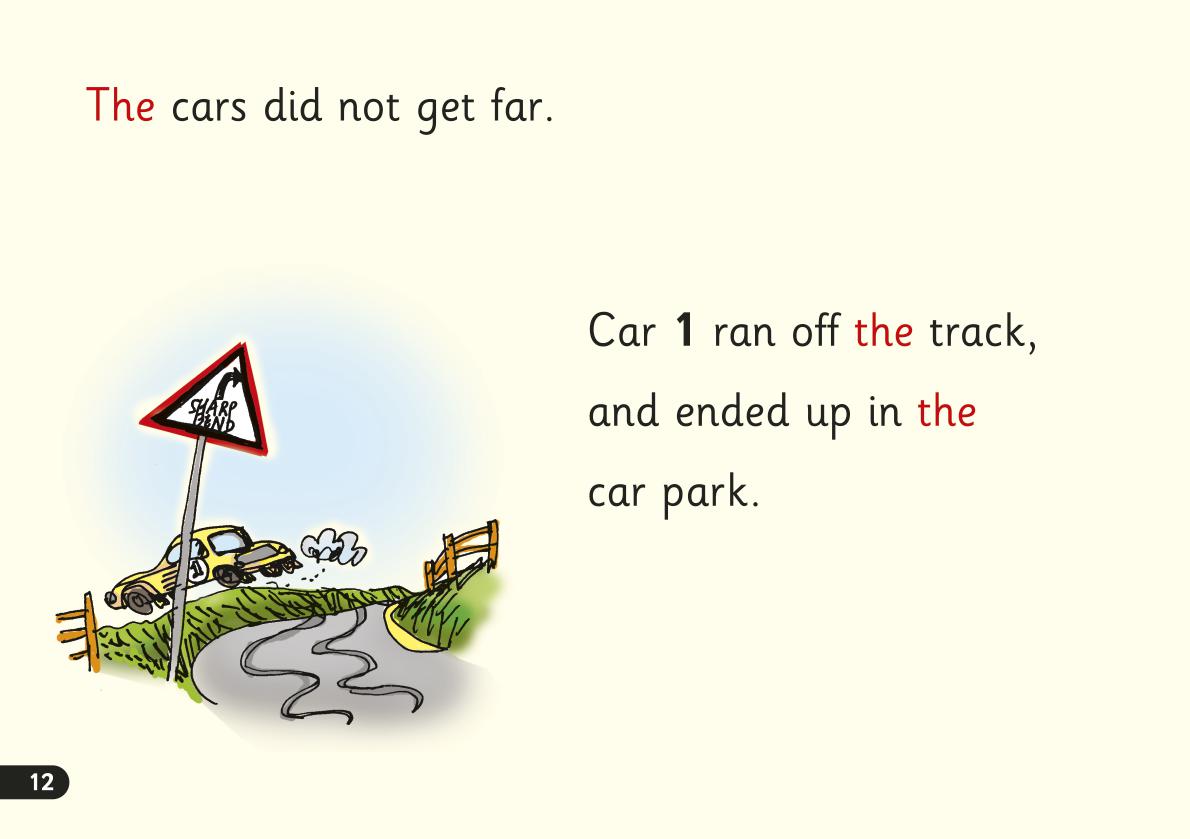 The cars did not get far.
SHARP
BEND
1
Car 1 ran off the track,
and ended up in the
car park.
12